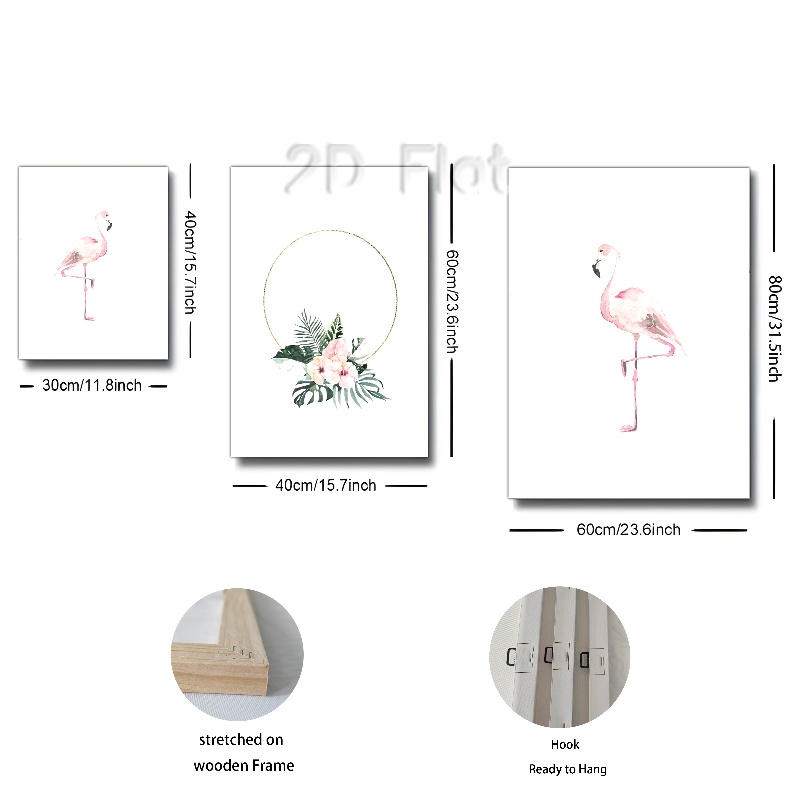 2D Flat
40cm/15.7inch
30cm/11.8inch
60cm/23.6inch
40cm/15.7inch
80cm/31.5inch
60cm/23.6inch
stretched on
wooden Frame
Hook
Ready to Hang